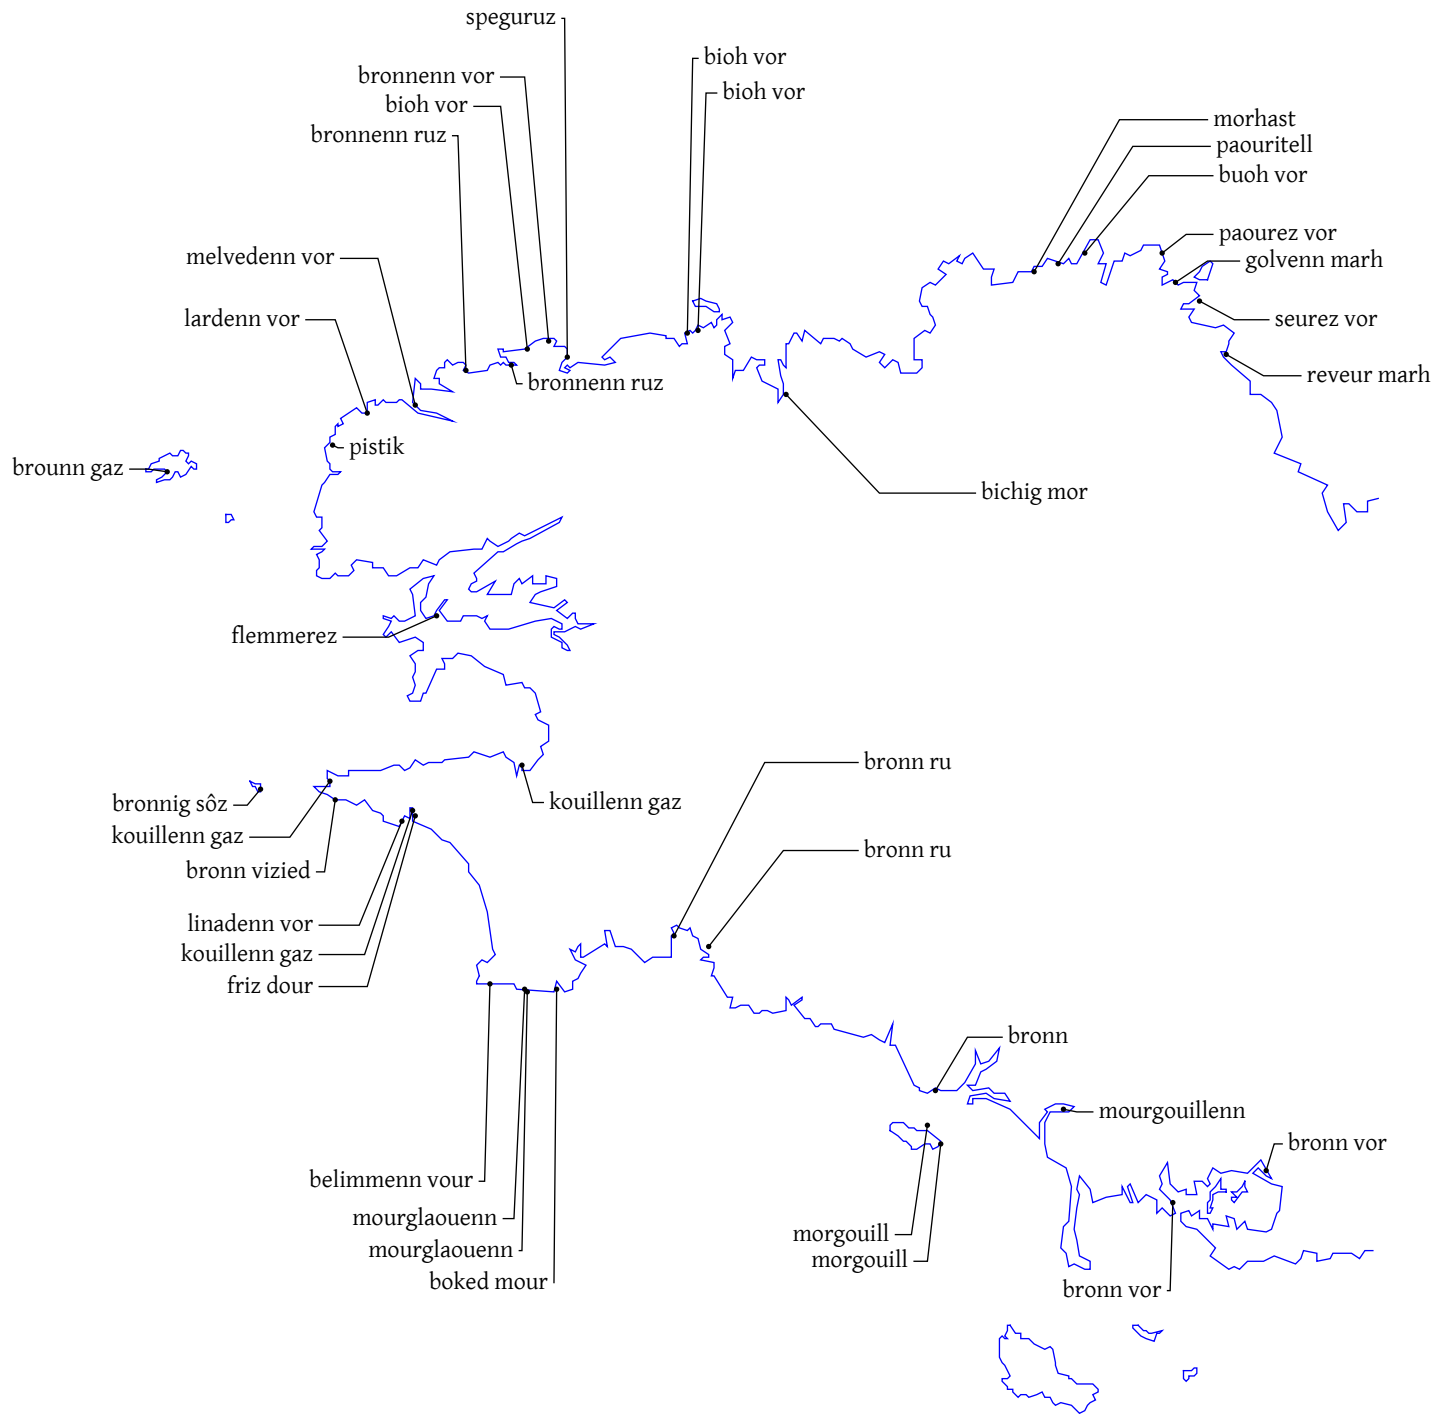 speguruz
bioh vor
bronnenn vor
bioh vor
bioh vor
morhast
bronnenn ruz
paouritell
buoh vor
paourez vor
melvedenn vor
golvenn marh
lardenn vor
seurez vor
reveur marh
bronnenn ruz
pistik
brounn gaz
bichig mor
flemmerez
bronn ru
bronnig sôz
kouillenn gaz
kouillenn gaz
bronn ru
bronn vizied
linadenn vor
kouillenn gaz
friz dour
bronn
mourgouillenn
bronn vor
belimmenn vour
mourglaouenn
morgouill
mourglaouenn
morgouill
boked mour
bronn vor